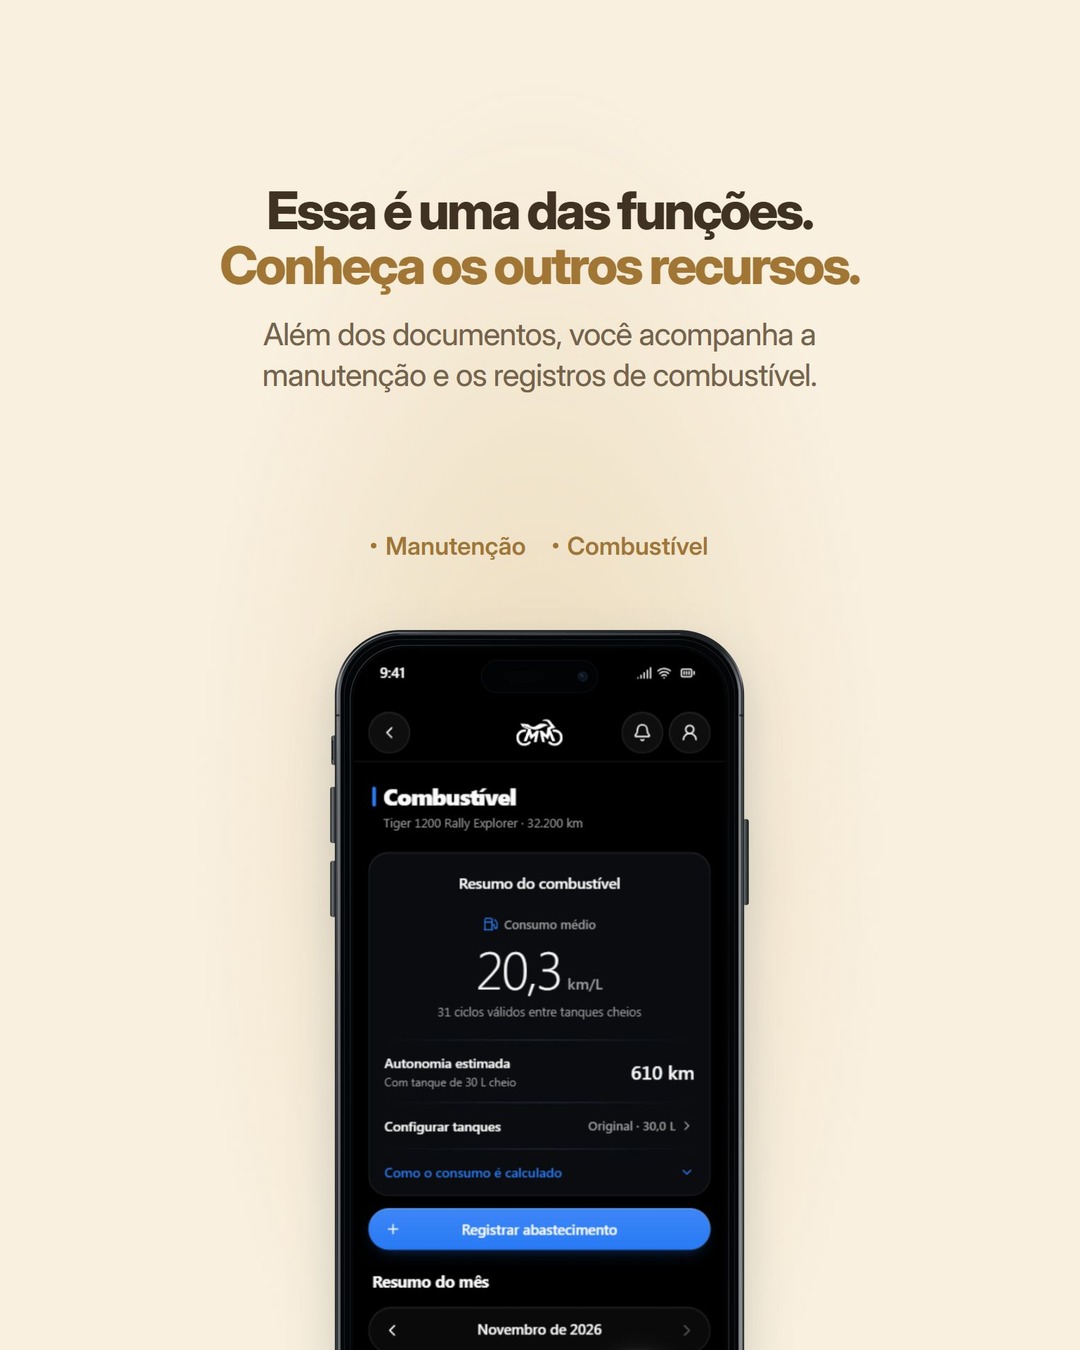 Essa é uma das funções.
Conheça os outros recursos.
Além dos documentos, você acompanha a
manutenção e os registros de combustível.
• Manutenção • Combustível
9:41
MM
Combustível
Tiger 1200 Rally Explorer · 32.200 km
Resumo do combustível
Consumo médio
20,3 km/L
31 ciclos válidos entre tanques cheios
Autonomia estimada
610 km
Com tanque de 30 L cheio
Configurar tanques
Original · 30,0 L >
Como o consumo é calculado
+ Registrar abastecimento
Resumo do mês
< Novembro de 2026 >